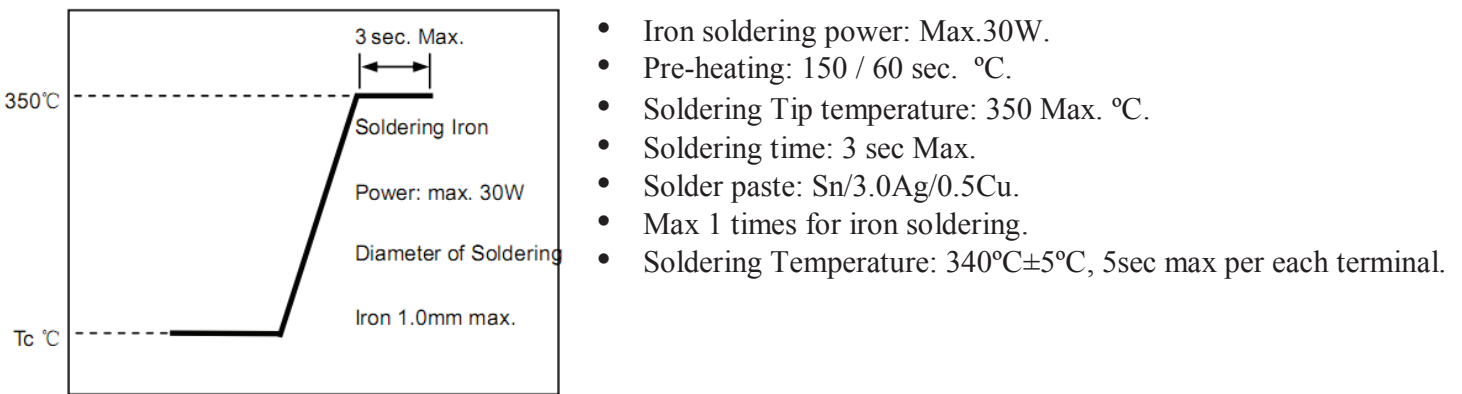 3 sec. Max.
350℃
Soldering Iron
Power: max. 30W
Diameter of Soldering
Iron 1.0mm max.
Tc ℃
• Iron soldering power: Max.30W.
• Pre-heating: 150 / 60 sec. ºC.
• Soldering Tip temperature: 350 Max. ºC.
• Soldering time: 3 sec Max.
• Solder paste: Sn/3.0Ag/0.5Cu.
• Max 1 times for iron soldering.
• Soldering Temperature: 340ºC±5ºC, 5sec max per each terminal.